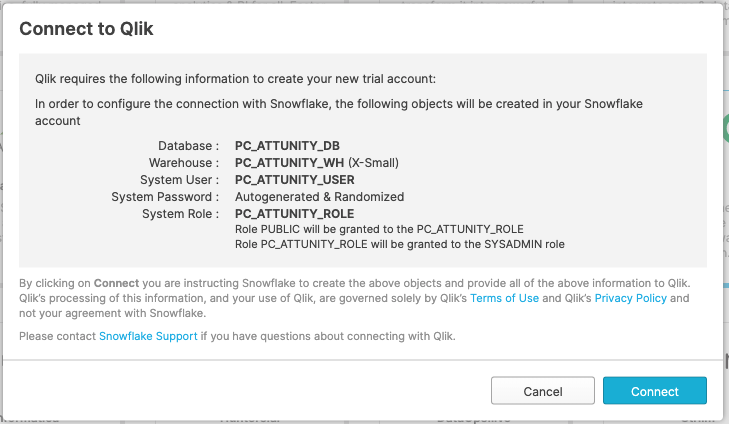 Connect to Qlik
Qlik requires the following information to create your new trial account:
In order to configure the connection with Snowflake, the following objects will be created in your Snowflake
account
Database : PC_ATTUNITY_DB
Warehouse : PC_ATTUNITY_WH (X-Small)
System User : PC_ATTUNITY_USER
System Password : Autogenerated & Randomized
System Role : PC_ATTUNITY_ROLE
Role PUBLIC will be granted to the PC_ATTUNITY_ROLE
Role PC_ATTUNITY_ROLE will be granted to the SYSADMIN role
By clicking on Connect you are instructing Snowflake to create the above objects and provide all of the above information to Qlik.
Qlik's processing of this information, and your use of Qlik, are governed solely by Qlik's Terms of Use and Qlik's Privacy Policy and
not your agreement with Snowflake.
Please contact Snowflake Support if you have questions about connecting with Qlik.
Cancel Connect